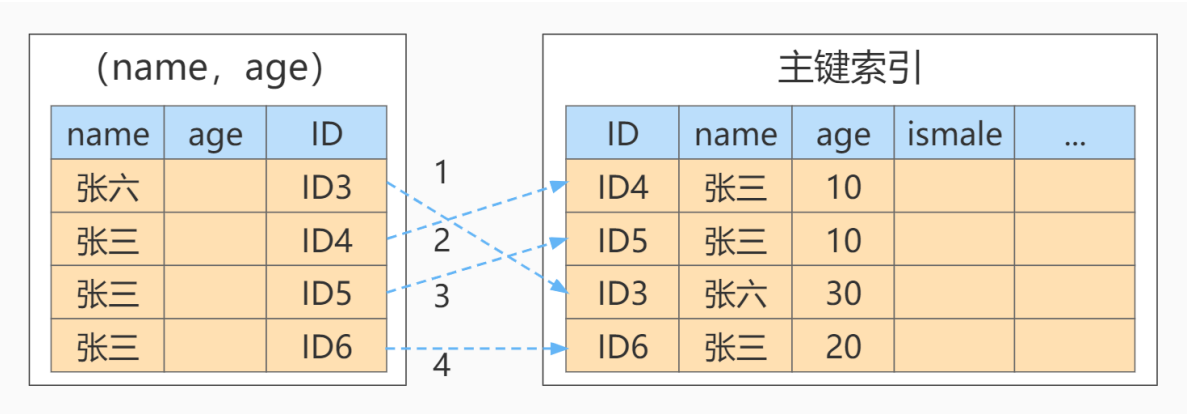 (name, age)
name age ID
张六 ID3
张三 ID4
张三 ID5
张三 ID6
1
2
3
4
主键索引
ID name age ismale ...
ID4 张三 10
ID5 张三 10
ID3 张六 30
ID6 张三 20